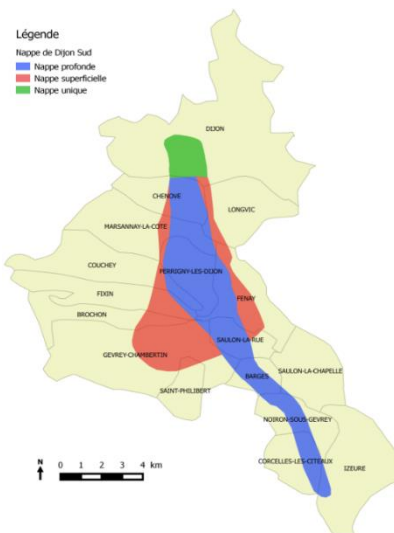 Légende
Nappe de Dijon Sud
Nappe profonde
Nappe superficielle
Nappe unique
DIJON
CHENOVE
LONGVIC
MARSANNAY-LA-COTE
COUCHEY
PERRIGNY-LES-DIJON
FIXIN
FENAY
BROCHON
SAULON-LA-RUE
GEVREY-CHAMBERTIN
SAULON-LA-CHAPELLE
BARGES
SAINT-PHILIBERT
NOIRON-SOUS-GEVREY
CORCELLES-LES-CITEAUX
IZEURE
N
0 1 2 3 4 km